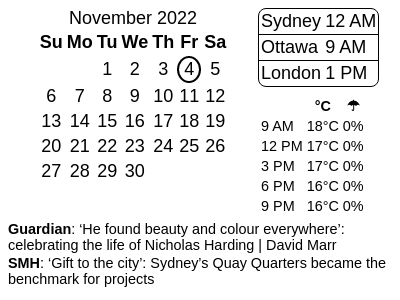 November 2022
Su Mo Tu We Th Fr Sa
1 2 3 4 5
6 7 8 9 10 11 12
13 14 15 16 17 18 19
20 21 22 23 24 25 26
27 28 29 30
Sydney 12 AM
Ottawa 9 AM
London 1 PM
°C ☂
9 AM 18°C 0%
12 PM 17°C 0%
3 PM 17°C 0%
6 PM 16°C 0%
9 PM 16°C 0%
Guardian: ‘He found beauty and colour everywhere’:
celebrating the life of Nicholas Harding | David Marr
SMH: ‘Gift to the city’: Sydney’s Quay Quarters became the
benchmark for projects